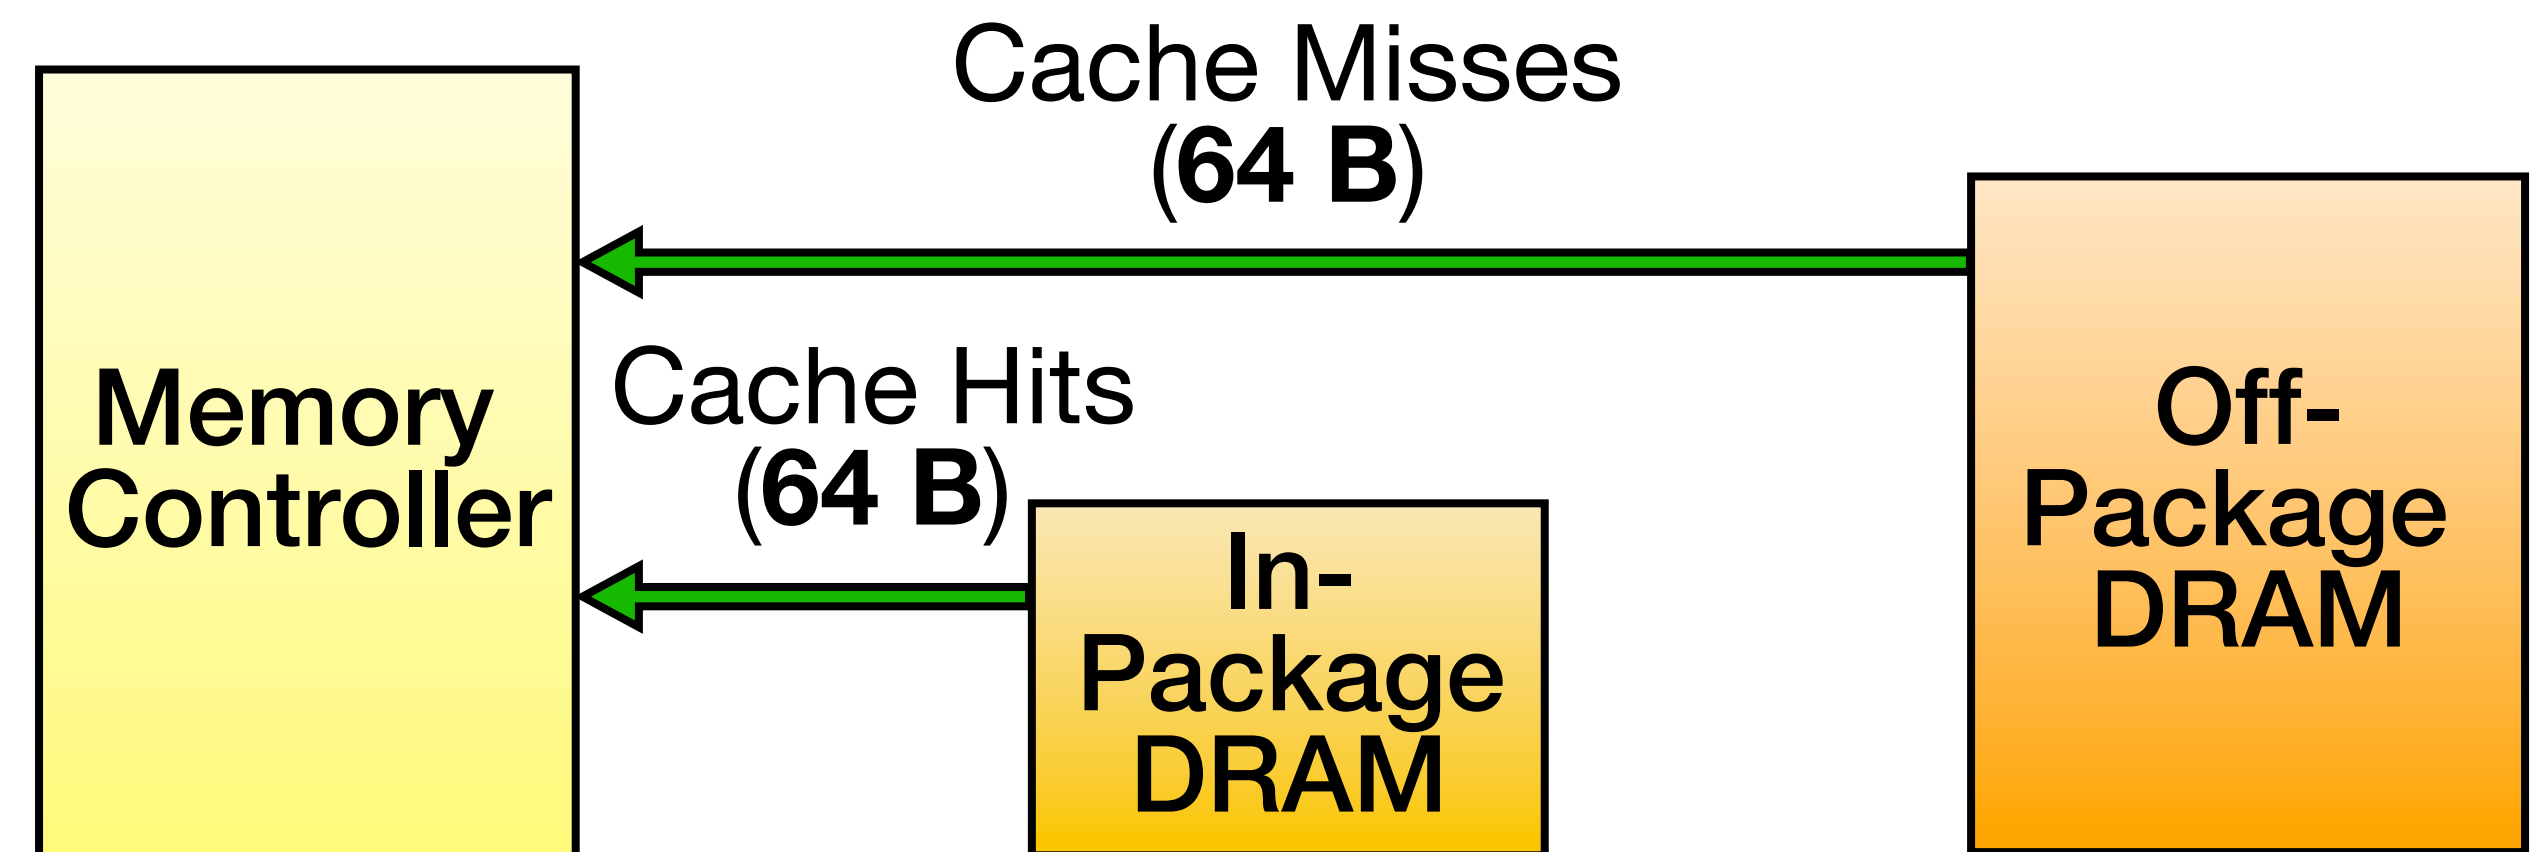 Cache Misses
(64 B)
Memory
Controller
Cache Hits
(64 B)
In-
Package
DRAM
Off-
Package
DRAM